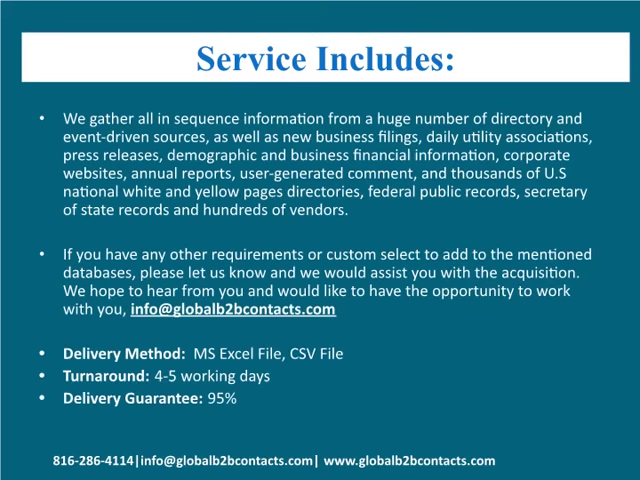 Service Includes:
• We gather all in sequence information from a huge number of directory and
event-driven sources, as well as new business filings, daily utility associations,
press releases, demographic and business financial information, corporate
websites, annual reports, user-generated comment, and thousands of U.S
national white and yellow pages directories, federal public records, secretary
of state records and hundreds of vendors.
• If you have any other requirements or custom select to add to the mentioned
databases, please let us know and we would assist you with the acquisition.
We hope to hear from you and would like to have the opportunity to work
with you, info@globalb2bcontacts.com
• Delivery Method: MS Excel File, CSV File
• Turnaround: 4-5 working days
• Delivery Guarantee: 95%
816-286-4114|info@globalb2bcontacts.com| www.globalb2bcontacts.com